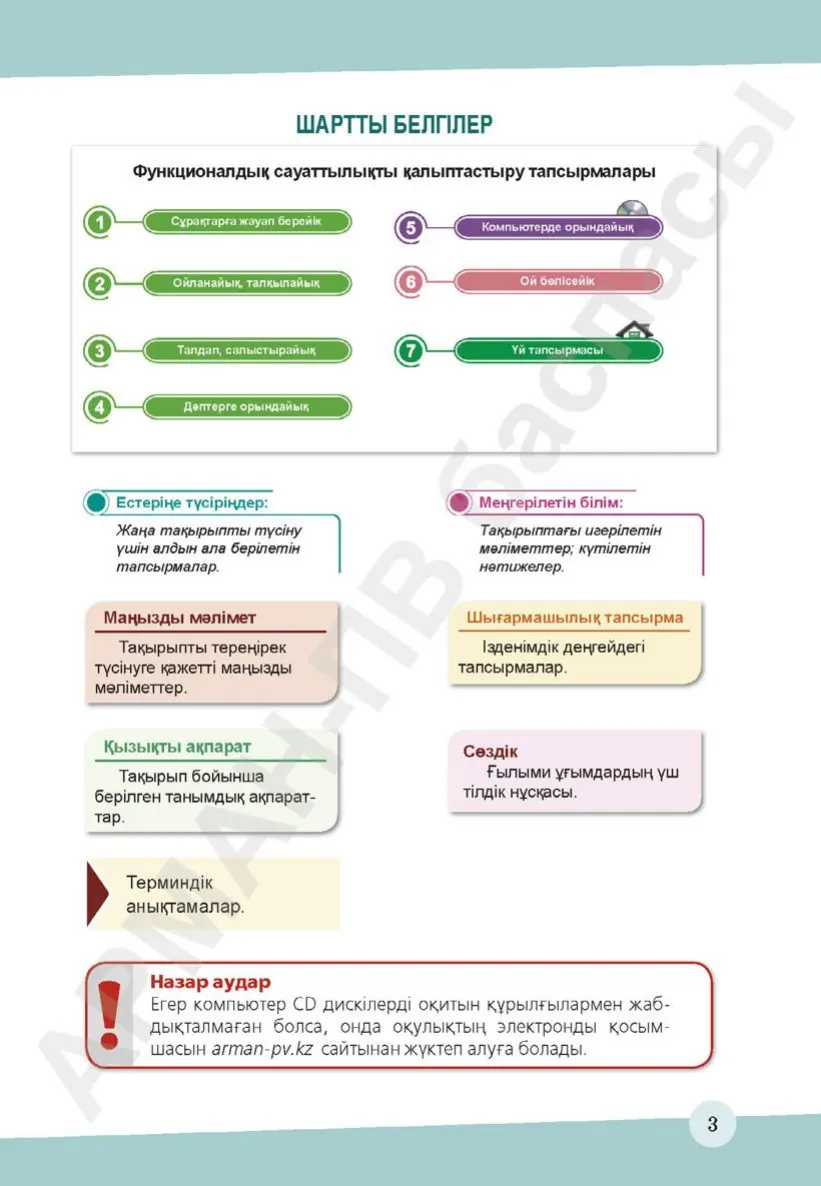 ШАРТТЫ БЕЛГІЛЕР
Функционалдық сауаттылықты қалыптастыру тапсырмалары
1 Сұрақтарға жауап берейік
2 Ойланайық, талқылайық
3 Талдап, салыстырайық
4 Дәптерге орындайық
5 Компьютерде орындайық
6 Ой бөлісейік
7 Үй тапсырмасы
Естеріңе түсіріңдер:
Жаңа тақырыпты түсіну
үшін алдын ала берілетін
тапсырмалар.
Меңгерілетін білім:
Тақырыптағы игерілетін
мәліметтер; күтілетін
нәтижелер.
Маңызды мәлімет
Тақырыпты тереңірек
түсінуге қажетті маңызды
мәліметтер.
Шығармашылық тапсырма
Ізденімдік деңгейдегі
тапсырмалар.
Қызықты ақпарат
Тақырып бойынша
берілген танымдық ақпарат-
тар.
Сөздік
Ғылыми ұғымдардың үш
тілдік нұсқасы.
Терминдік
анықтамалар.
Назар аудар
Егер компьютер CD дискілерді оқитын құрылғылармен жаб-
дықталмаған болса, онда оқулықтың электронды қосым-
шасын arman-pv.kz сайтынан жүктеп алуға болады.
3
АРМАН-ПВ баспасы